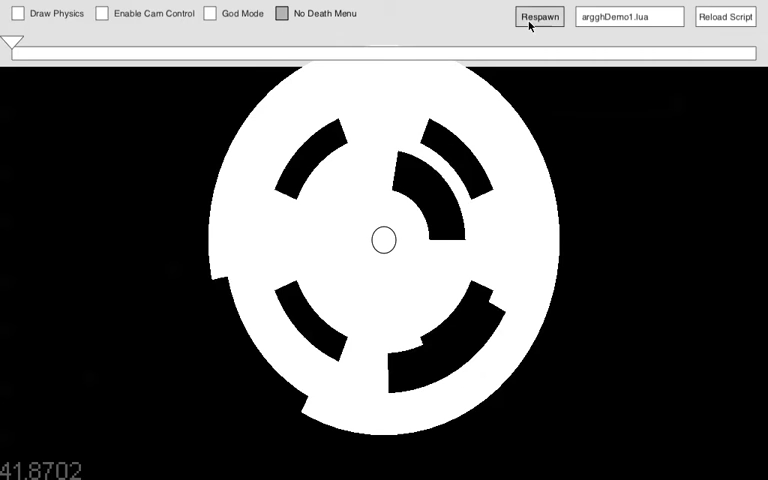 Draw Physics Enable Cam Control God Mode No Death Menu Respawn argghDemo1.lua Reload Script
41.8702